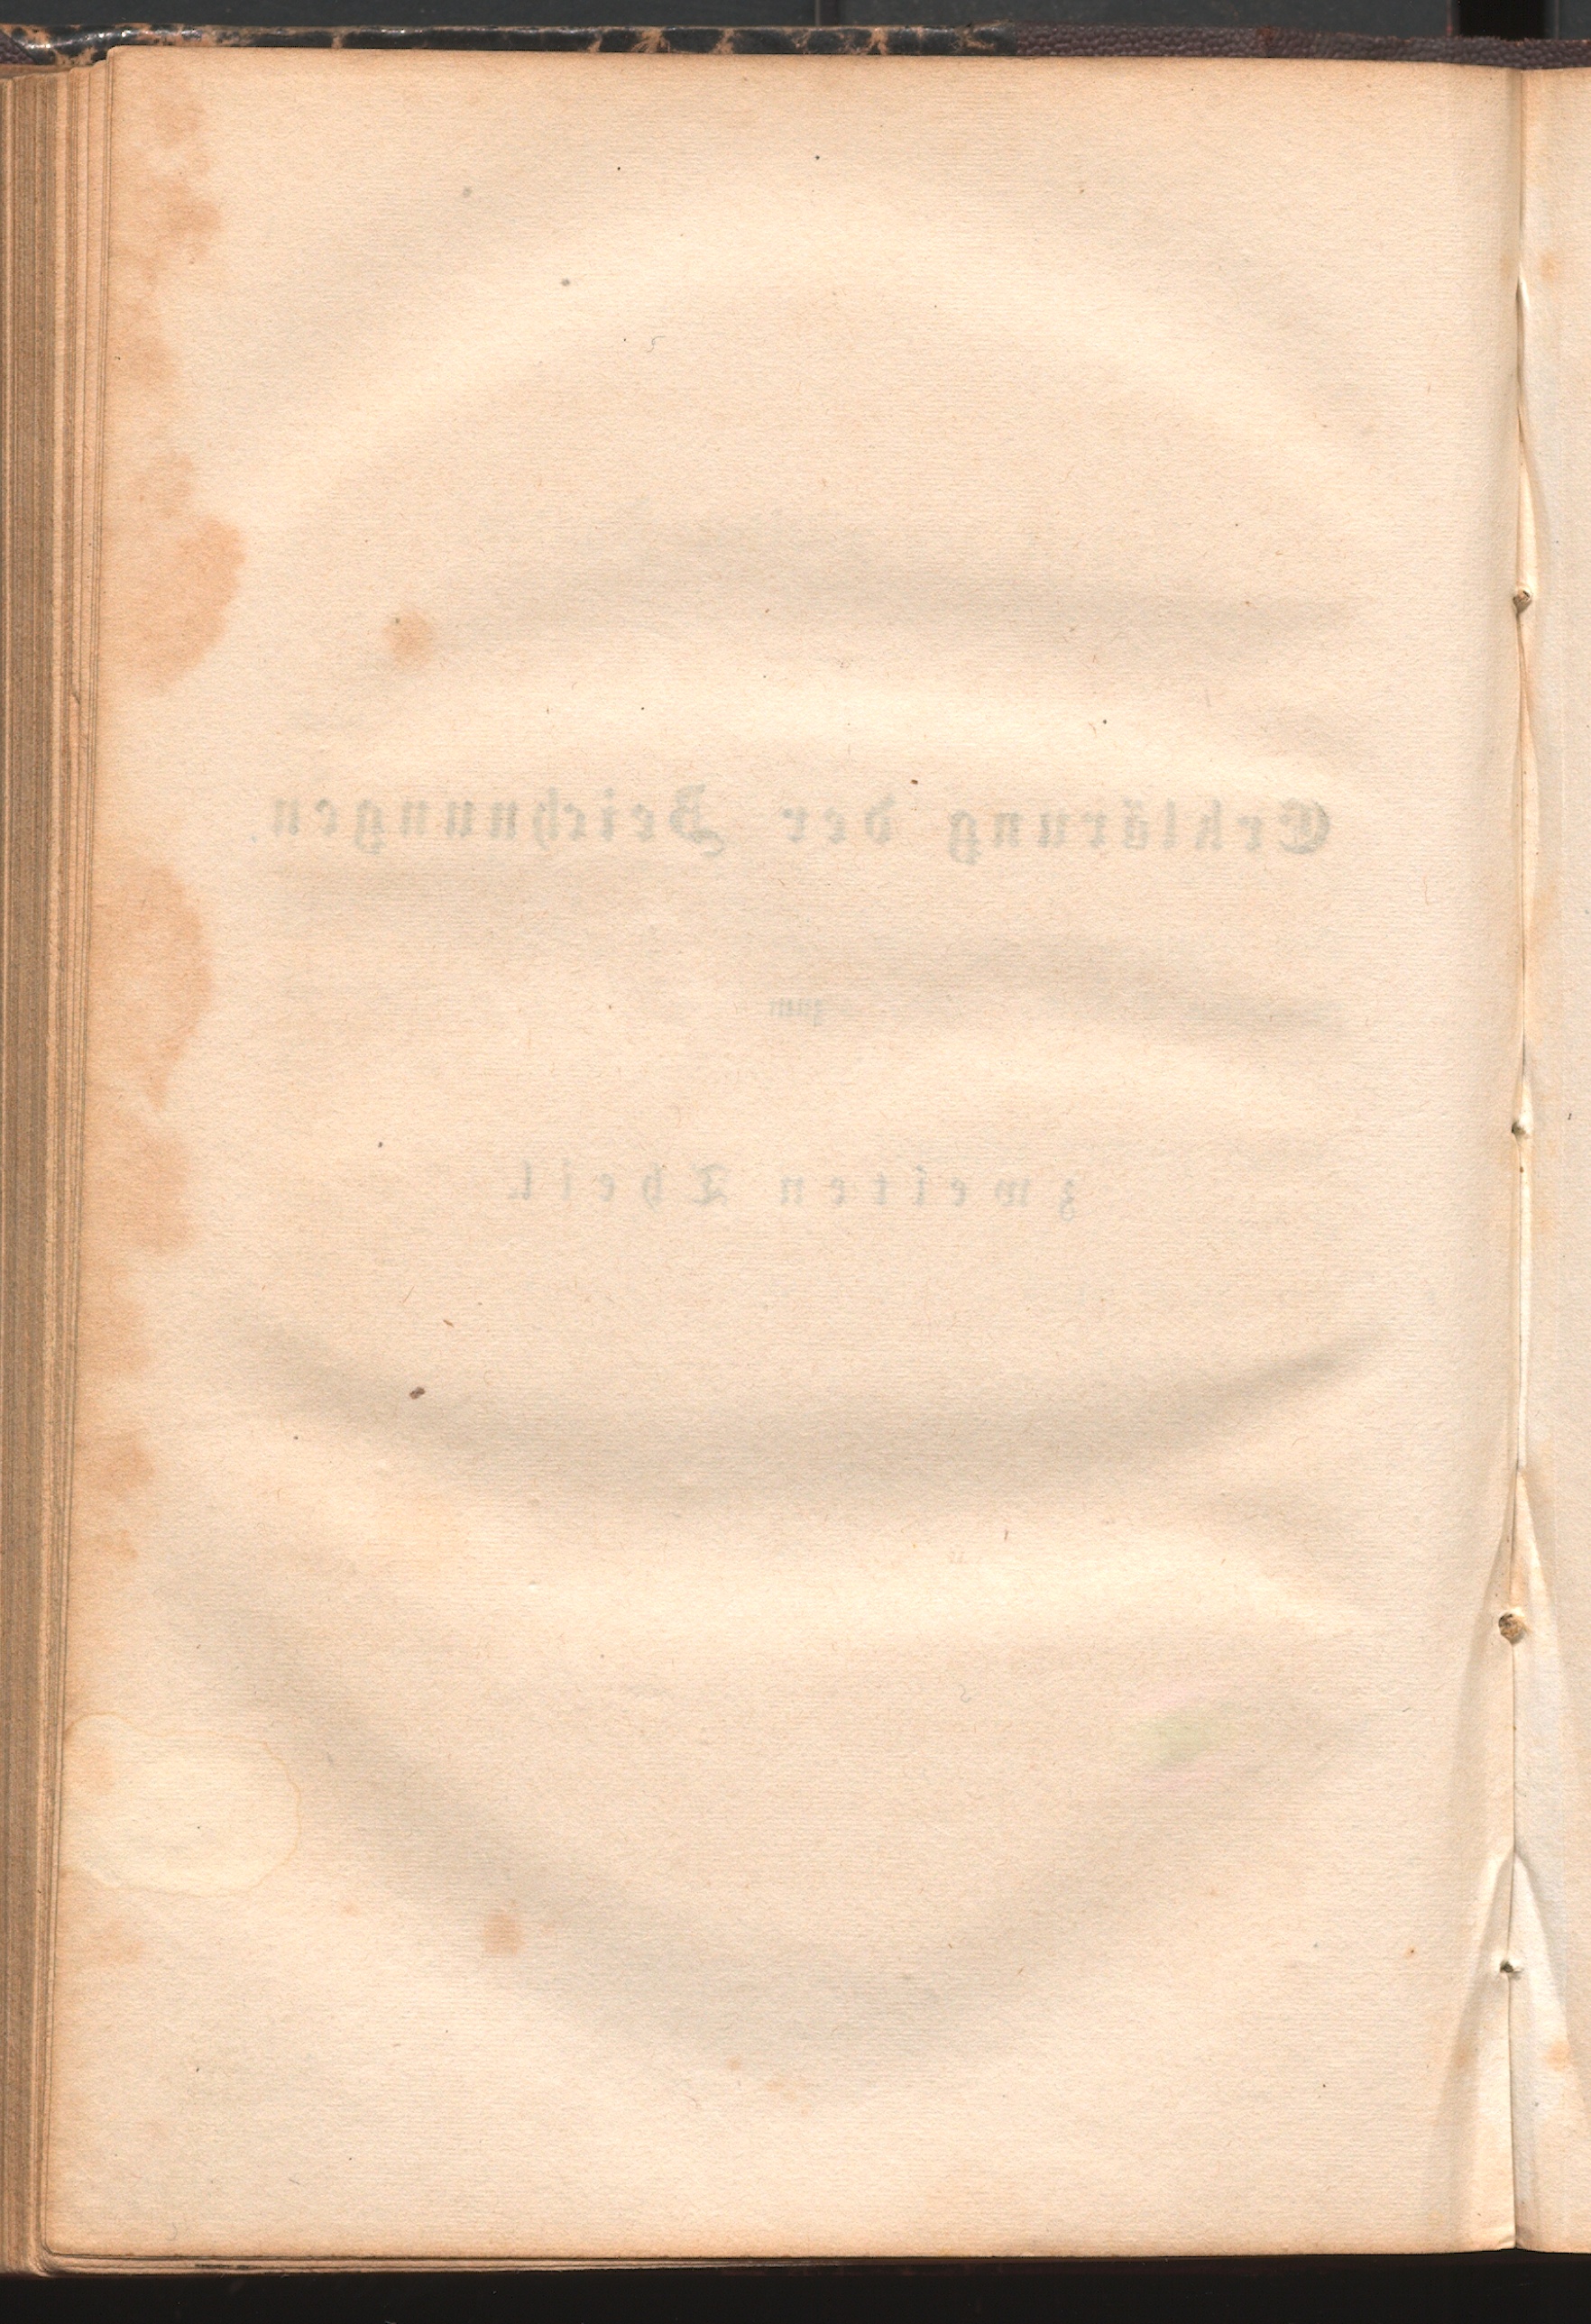 Erklärung der Zeichnungen.
zum
zweiten Theil.